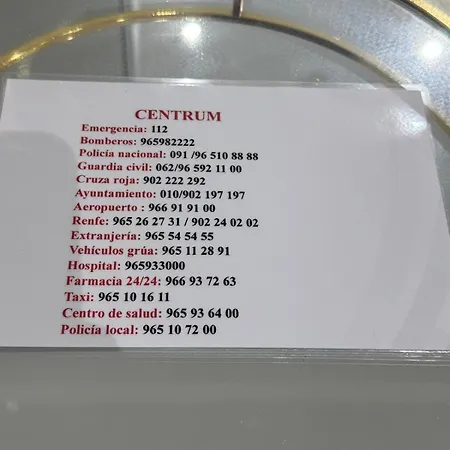 CENTRUM
Emergencia: 112
Bomberos: 965982222
Policía nacional: 091 /96 510 88 88
Guardia civil: 062/96 592 11 00
Cruza roja: 902 222 292
Ayuntamiento: 010/902 197 197
Aeropuerto : 966 91 91 00
Renfe: 965 26 27 31 / 902 24 02 02
Extranjería: 965 54 54 55
Vehículos grúa: 965 11 28 91
Hospital: 965933000
Farmacia 24/24: 966 93 72 63
Taxi: 965 10 16 11
Centro de salud: 965 93 64 00
Policía local: 965 10 72 00